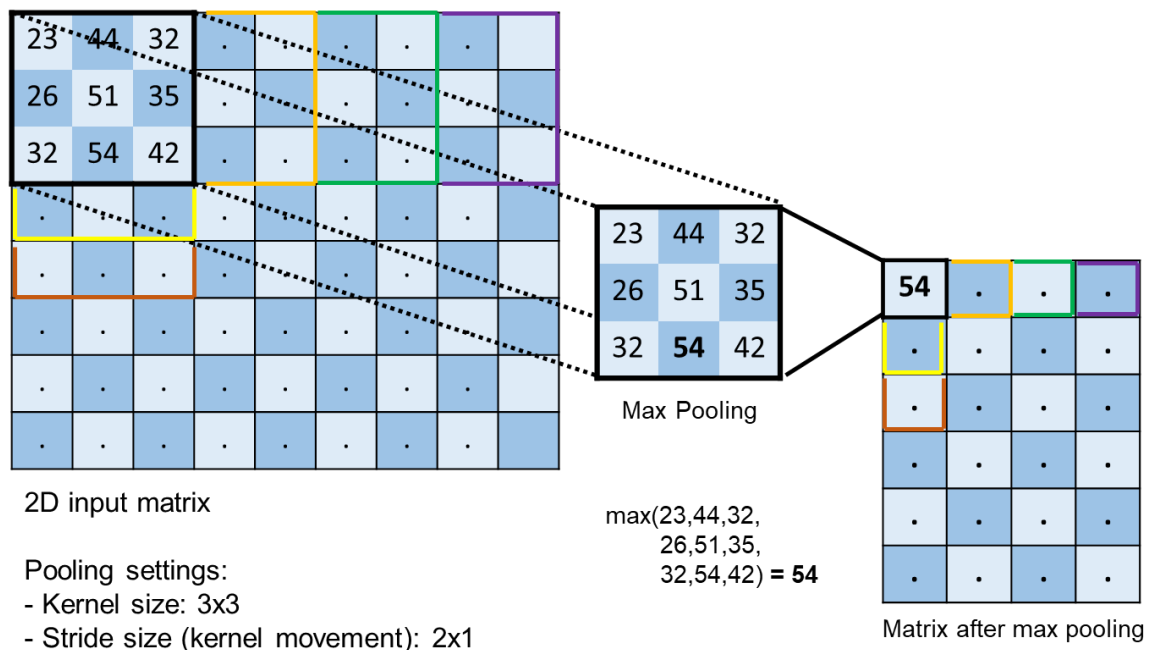 23 44 32
26 51 35
32 54 42
23 44 32
26 51 35
32 54 42
54
Max Pooling
2D input matrix
max(23,44,32,
26,51,35,
32,54,42) = 54
Pooling settings:
- Kernel size: 3x3
- Stride size (kernel movement): 2x1
Matrix after max pooling